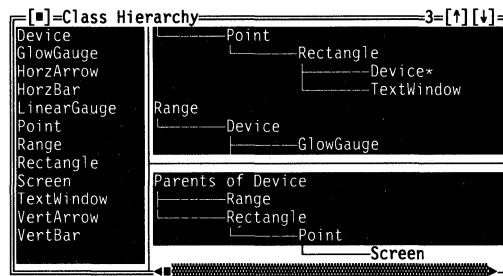 [■]=Class Hierarchy 3=[↑][↓]
Device
GlowGauge
HorzArrow
HorzBar
LinearGauge
Point
Range
Rectangle
Screen
TextWindow
VertArrow
VertBar
Point
Rectangle
Device*
TextWindow
Range
Device
GlowGauge
Parents of Device
Range
Rectangle
Point
Screen